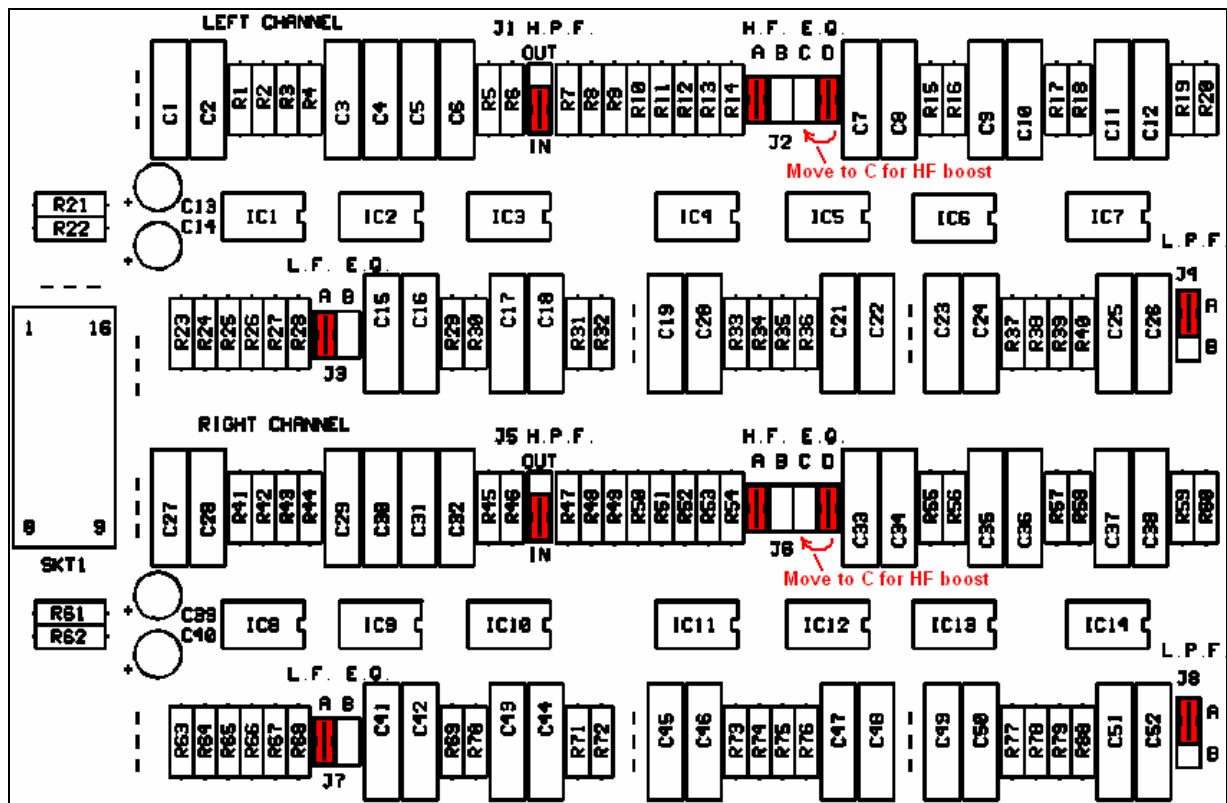 LEFT CHANNEL
J1 H.P.F.
OUT
H.F. E.Q.
A B C D
C1 C2 R1 R2 R3 R4 C3 C4 C5 C6 R5 R6 R7 R8 R9 R10 R11 R12 R13 R14 C7 C8 R15 R16 C9 C10 R17 R18 C11 C12 R19 R20
IN
J2
Move to C for HF boost
R21
R22
+ C13
C14
+
IC1 IC2 IC3 IC4 IC5 IC6 IC7
L.P.F.
J4
A
B
L.F. E.Q.
A B
R23 R24 R25 R26 R27 R28 C15 C16 R29 R30 C17 C18 R31 R32 C19 C20 R33 R34 R35 R36 C21 C22 C23 C24 R37 R38 R39 R40 C25 C26
J3
1 16
8 9
SKT1
RIGHT CHANNEL
J5 H.P.F.
OUT
H.F. E.Q.
A B C D
C27 C28 R41 R42 R43 R44 C29 C30 C31 C32 R45 R46 R47 R48 R49 R50 R51 R52 R53 R54 C33 C34 R55 R56 C35 C36 R57 R58 C37 C38 R59 R60
IN
J6
Move to C for HF boost
R61
R62
+ C39
C40
+
IC8 IC9 IC10 IC11 IC12 IC13 IC14
L.P.F.
J8
A
B
L.F. E.Q.
A B
R63 R64 R65 R66 R67 R68 C41 C42 R69 R70 C43 C44 R71 R72 C45 C46 R73 R74 R75 R76 C47 C48 C49 C50 R77 R78 R79 R80 C51 C52
J7